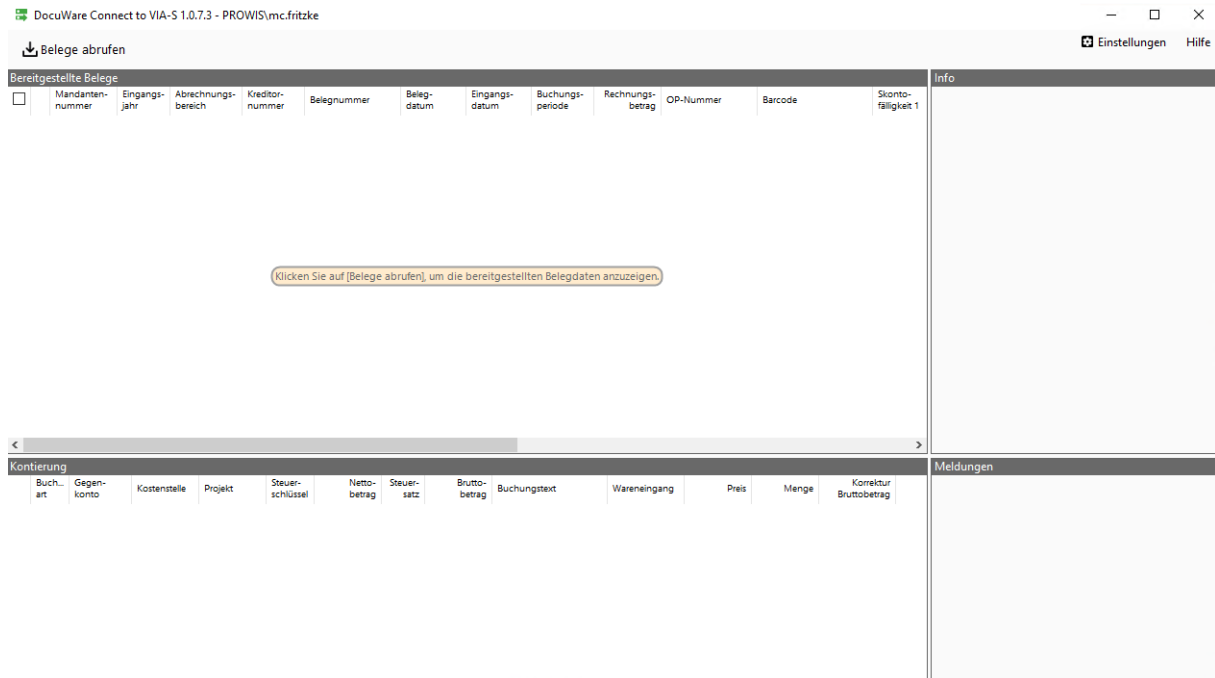 DocuWare Connect to VIA-S 1.0.7.3 - PROWIS\mc.fritzke
Belege abrufen
Einstellungen Hilfe
Bereitgestellte Belege
Mandanten- Eingangs- Abrechnungs- Kreditor- Beleg- Eingangs- Buchungs- Rechnungs- Skonto-
nummer jahr bereich nummer Belegnummer datum datum periode betrag OP-Nummer Barcode fälligkeit 1
Klicken Sie auf [Belege abrufen], um die bereitgestellten Belegdaten anzuzeigen.
Info
Kontierung
Buch... Gegen- Steuer- Netto- Steuer- Brutto- Korrektur
art konto Kostenstelle Projekt schlüssel betrag satz betrag Buchungstext Wareneingang Preis Menge Bruttobetrag
Meldungen